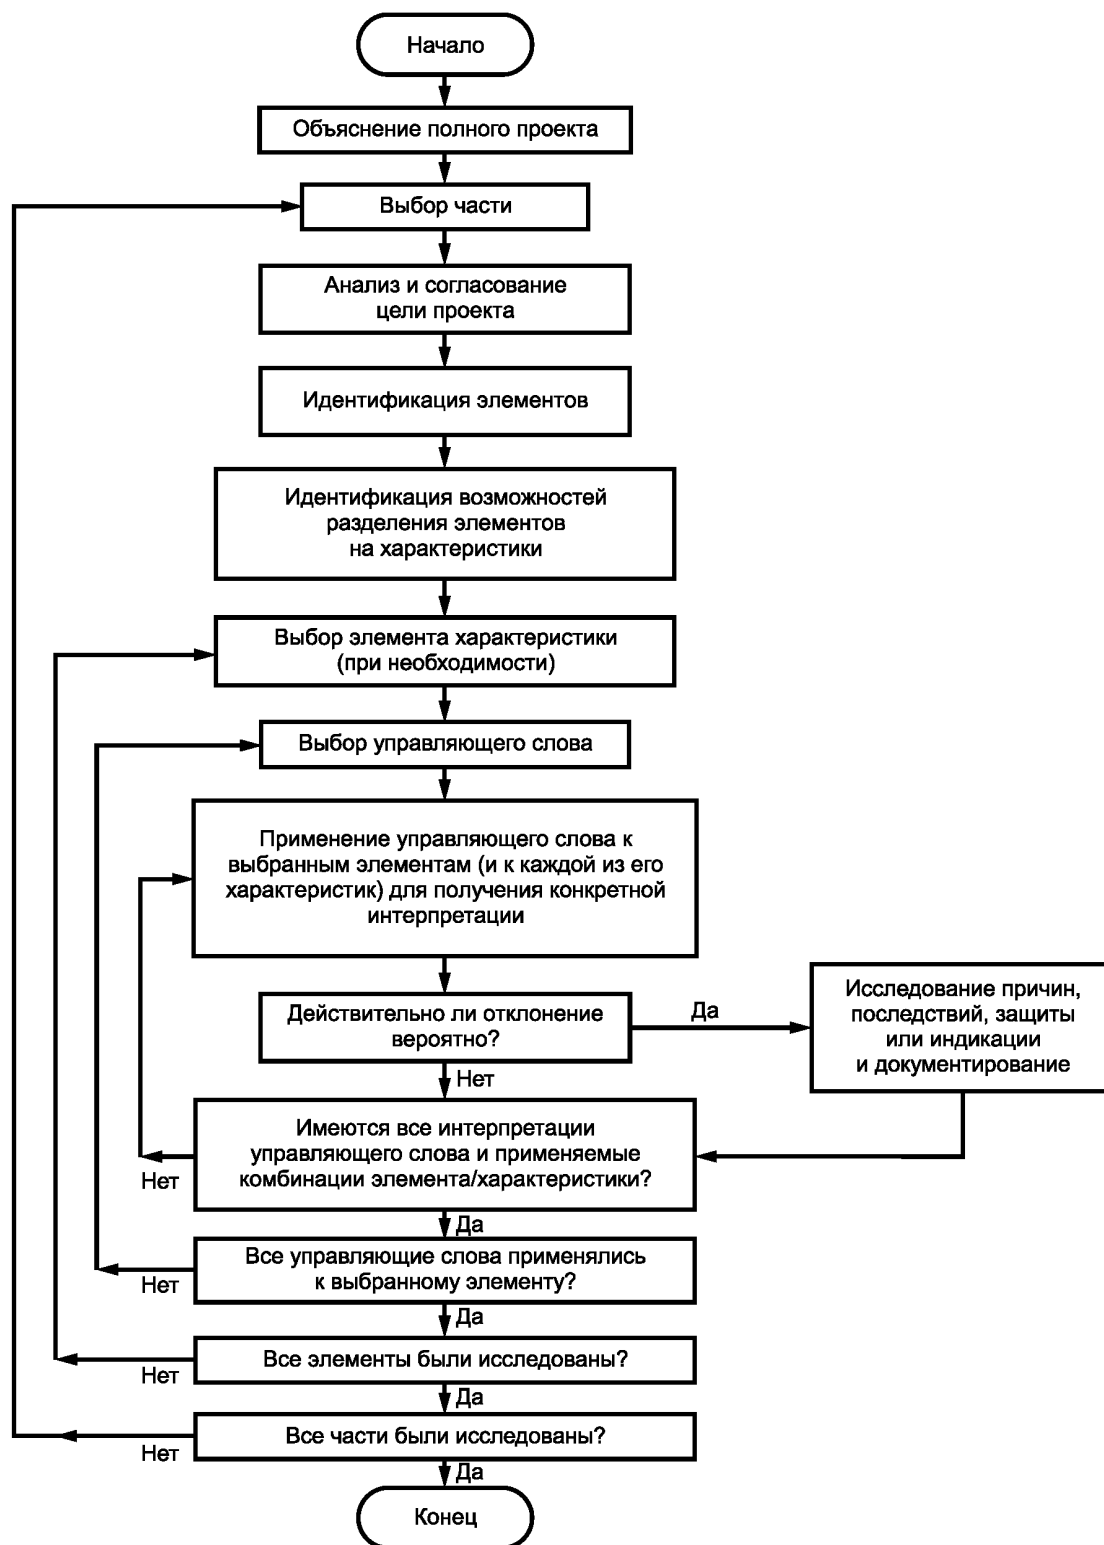 Начало
Объяснение полного проекта
Выбор части
Анализ и согласование
цели проекта
Идентификация элементов
Идентификация возможностей
разделения элементов
на характеристики
Выбор элемента характеристики
(при необходимости)
Выбор управляющего слова
Применение управляющего слова к
выбранным элементам (и к каждой из его
характеристик) для получения конкретной
интерпретации
Действительно ли отклонение
вероятно?
Да
Исследование причин,
последствий, защиты
или индикации
и документирование
Нет
Имеются все интерпретации
управляющего слова и применяемые
комбинации элемента/характеристики?
Нет
Да
Все управляющие слова применялись
к выбранному элементу?
Нет
Да
Все элементы были исследованы?
Нет
Да
Все части были исследованы?
Нет
Да
Конец